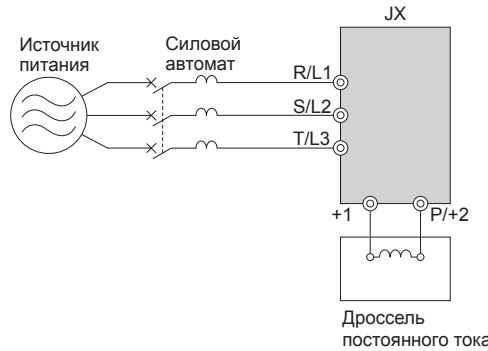 JX
Источник
питания
Силовой
автомат
R/L1
S/L2
T/L3
+1
P/+2
Дроссель
постоянного тока